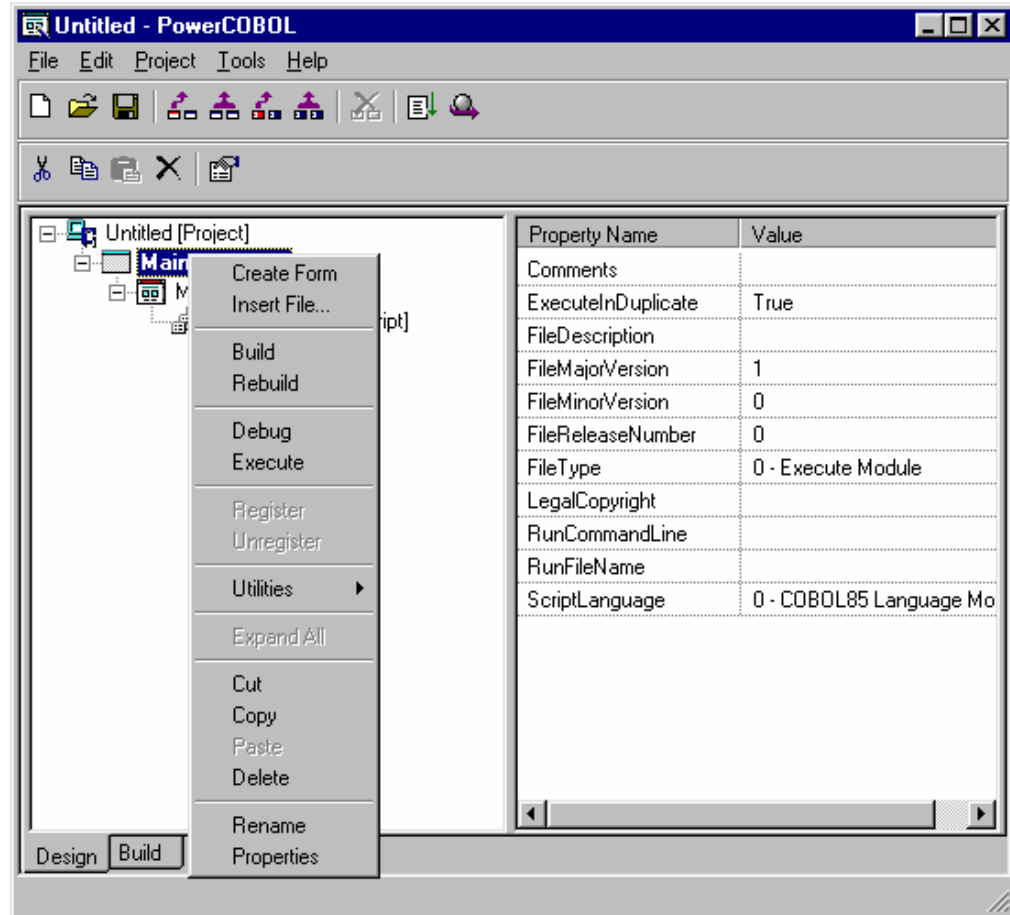 Untitled - PowerCOBOL
File Edit Project Tools Help
Untitled [Project]
Main
M
ipt]
Create Form
Insert File...
Build
Rebuild
Debug
Execute
Register
Unregister
Utilities
Expand All
Cut
Copy
Paste
Delete
Rename
Properties
Property Name Value
Comments
ExecuteInDuplicate True
FileDescription
FileMajorVersion 1
FileMinorVersion 0
FileReleaseNumber 0
FileType 0 - Execute Module
LegalCopyright
RunCommandLine
RunFileName
ScriptLanguage 0 - COBOL85 Language Mo
Design Build